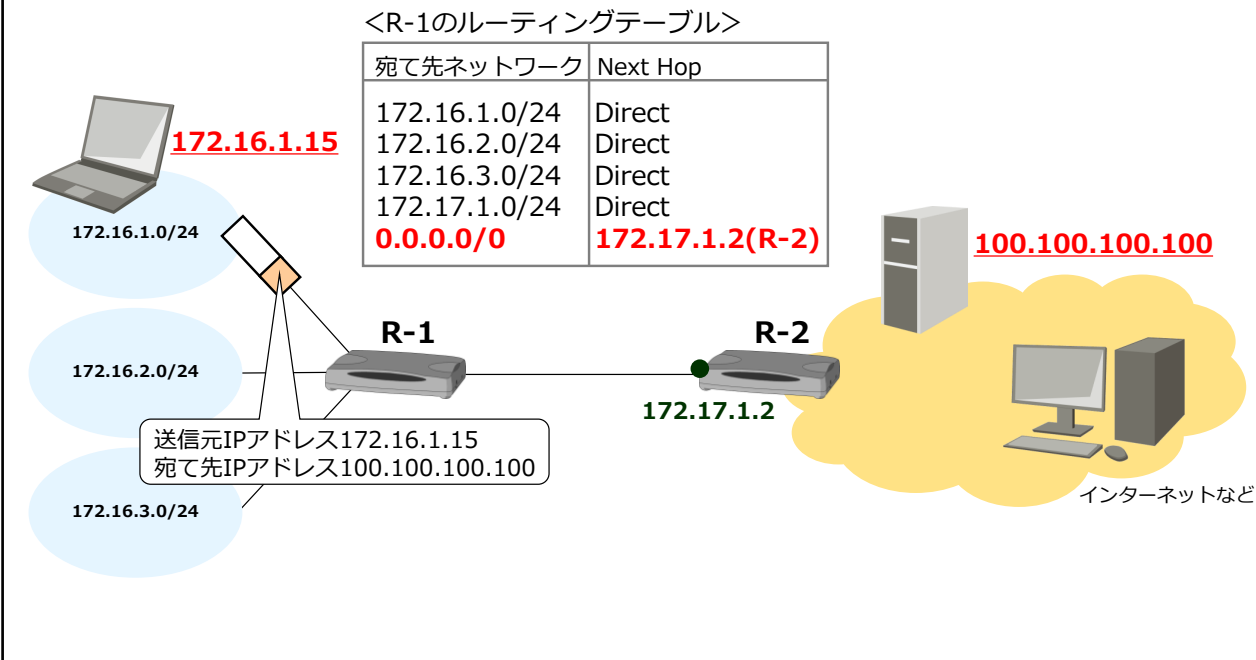 <R-1のルーティングテーブル>
宛て先ネットワーク Next Hop
172.16.1.0/24 Direct
172.16.2.0/24 Direct
172.16.3.0/24 Direct
172.17.1.0/24 Direct
0.0.0.0/0 172.17.1.2(R-2)
172.16.1.15
172.16.1.0/24
100.100.100.100
R-1
R-2
172.16.2.0/24
172.17.1.2
送信元IPアドレス172.16.1.15
宛て先IPアドレス100.100.100.100
インターネットなど
172.16.3.0/24